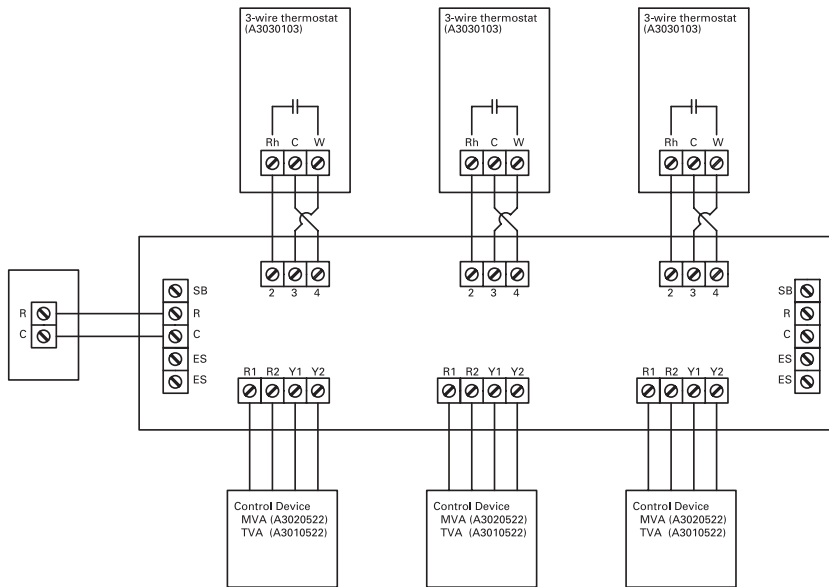 3-wire thermostat
(A3030103)
3-wire thermostat
(A3030103)
3-wire thermostat
(A3030103)
Rh C W
Rh C W
Rh C W
2 3 4
2 3 4
2 3 4
R
C
SB
R
C
ES
ES
SB
R
C
ES
ES
R1 R2 Y1 Y2
R1 R2 Y1 Y2
R1 R2 Y1 Y2
Control Device
MVA (A3020522)
TVA (A3010522)
Control Device
MVA (A3020522)
TVA (A3010522)
Control Device
MVA (A3020522)
TVA (A3010522)